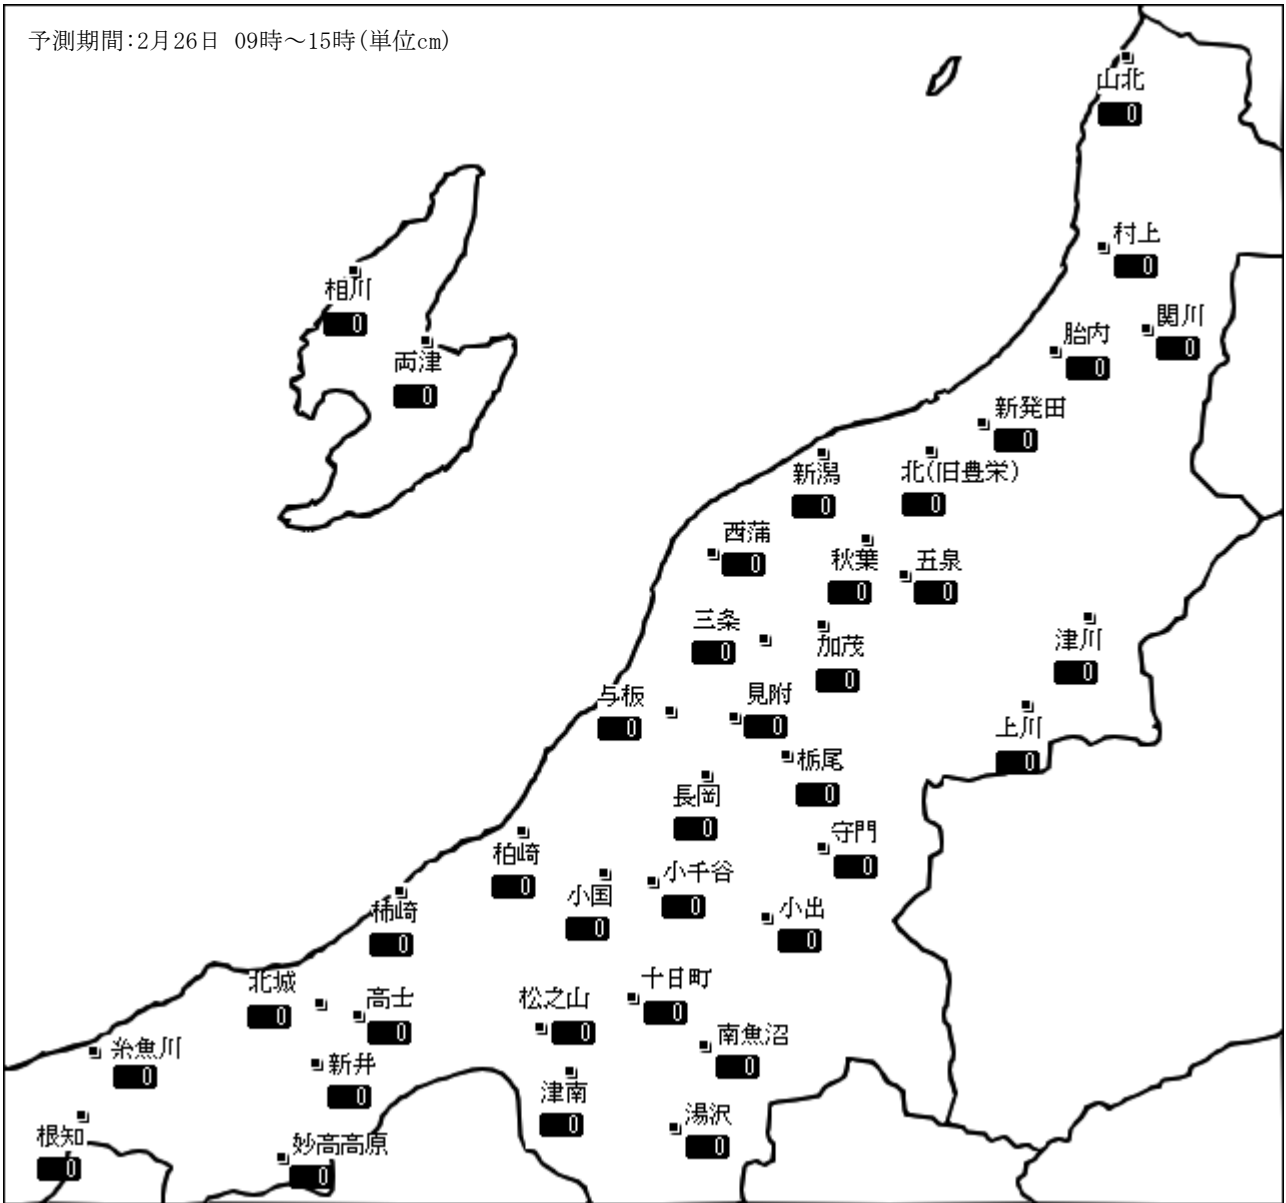 予測期間:2月26日 09時～15時(単位cm)
山北
0
村上
0
相川
0
関川
0
胎内
0
両津
0
新発田
0
新潟
0
北(旧豊栄)
0
西蒲
0
秋葉
0
五泉
0
三条
0
加茂
0
津川
0
与板
0
見附
0
上川
0
栃尾
0
長岡
0
守門
0
柏崎
0
小国
0
小千谷
0
柿崎
0
小出
0
北城
0
高士
0
松之山
0
十日町
0
南魚沼
0
糸魚川
0
新井
0
津南
0
湯沢
0
根知
0
妙高高原
0